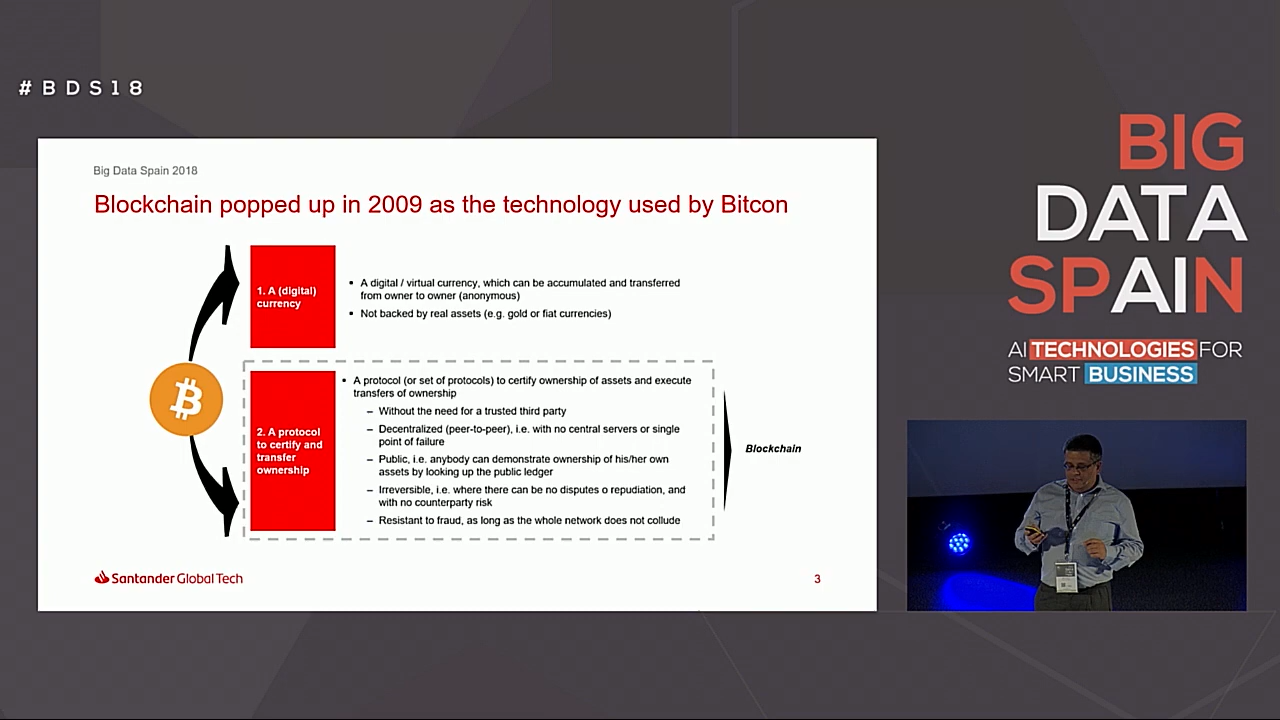 #BDS18
Big Data Spain 2018
Blockchain popped up in 2009 as the technology used by Bitcon
1. A (digital)
currency
▪ A digital / virtual currency, which can be accumulated and transferred
from owner to owner (anonymous)
▪ Not backed by real assets (e.g. gold or fiat currencies)
2. A protocol
to certify and
transfer
ownership
▪ A protocol (or set of protocols) to certify ownership of assets and execute
transfers of ownership
– Without the need for a trusted third party
– Decentralized (peer-to-peer), i.e. with no central servers or single
point of failure
– Public, i.e. anybody can demonstrate ownership of his/her own
assets by looking up the public ledger
– Irreversible, i.e. where there can be no disputes o repudiation, and
with no counterparty risk
– Resistant to fraud, as long as the whole network does not collude
Blockchain
Santander Global Tech
3
BIG
DATA
SPAIN
AI TECHNOLOGIES FOR
SMART BUSINESS